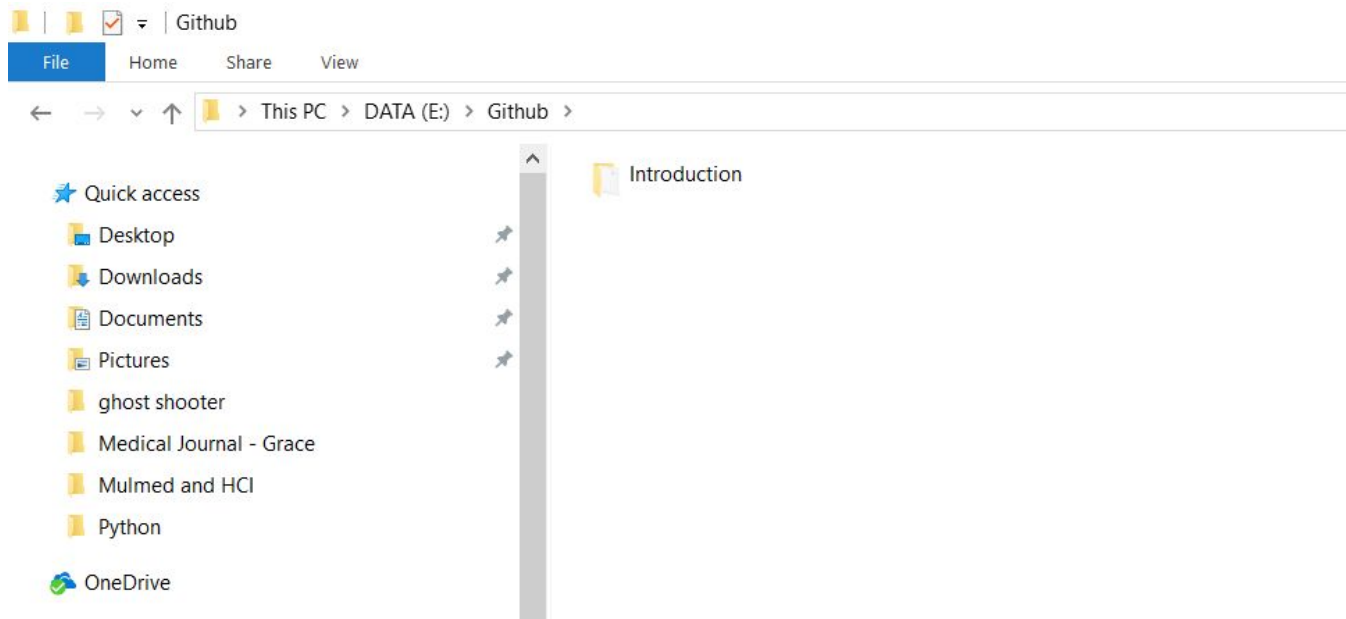 Github
File Home Share View
This PC > DATA (E:) > Github >
Quick access
Desktop
Downloads
Documents
Pictures
ghost shooter
Medical Journal - Grace
Mulmed and HCI
Python
OneDrive
Introduction